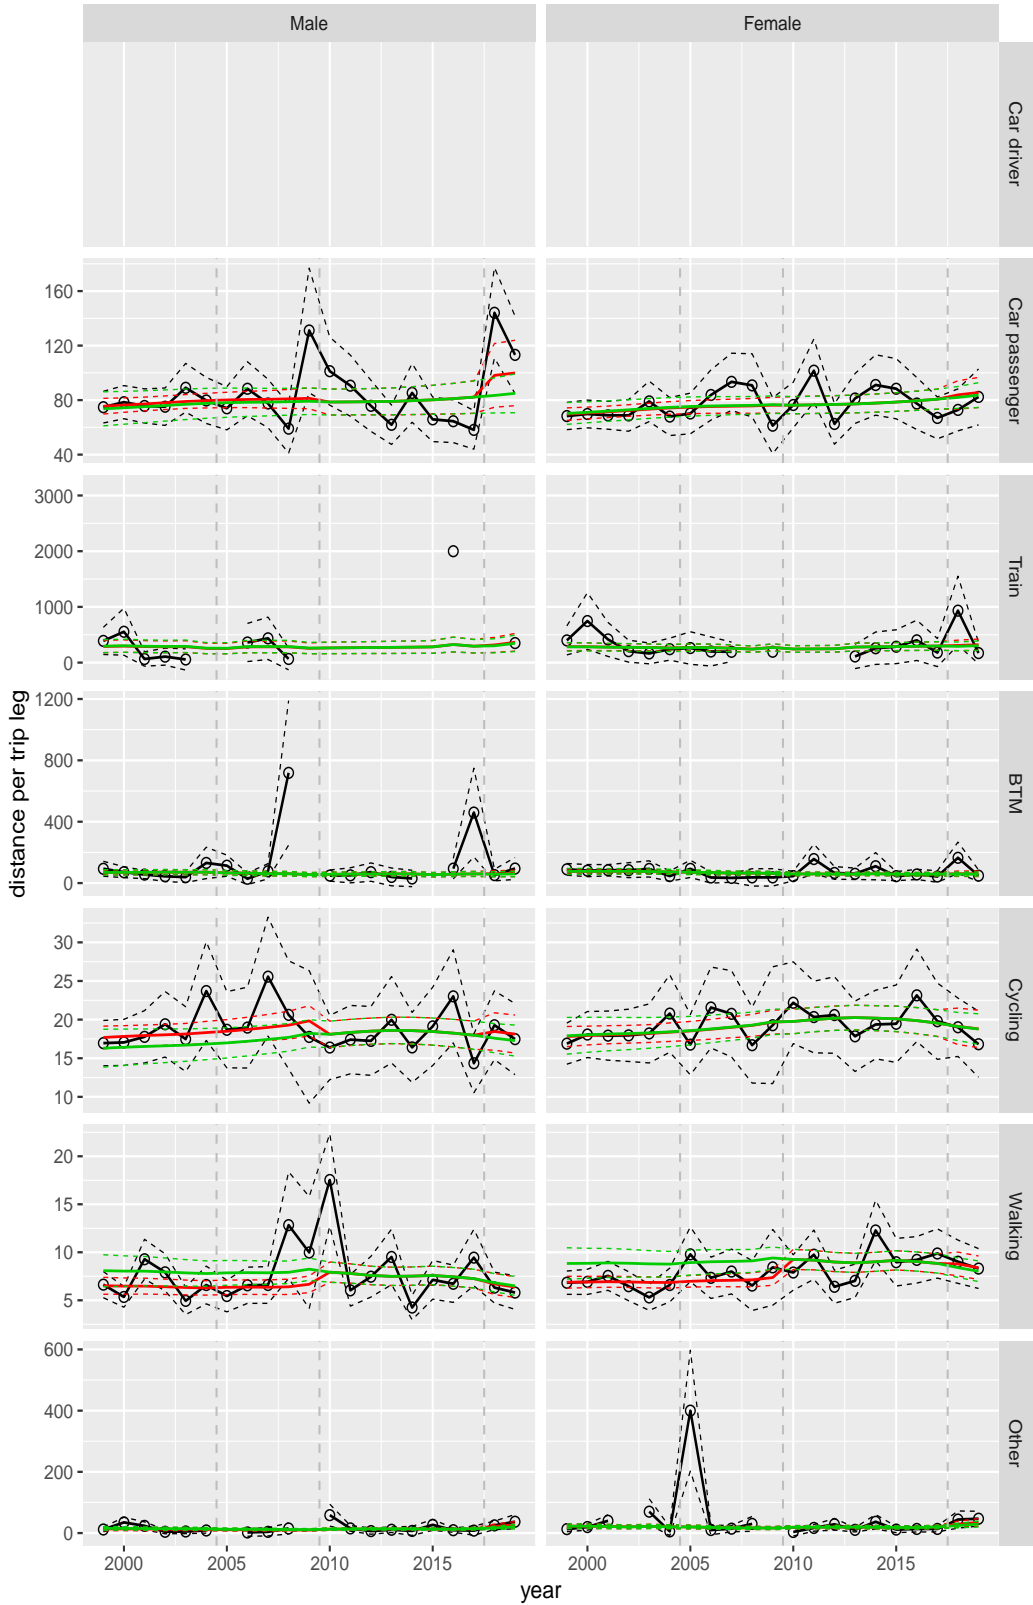 Male Female
Car driver
160
120
80
40
Car passenger
3000
2000
1000
0
Train
1200
800
400
0
BTM
30
25
20
15
10
Cycling
20
15
10
5
Walking
600
400
200
0
Other
2000 2005 2010 2015 2000 2005 2010 2015
year
distance per trip leg